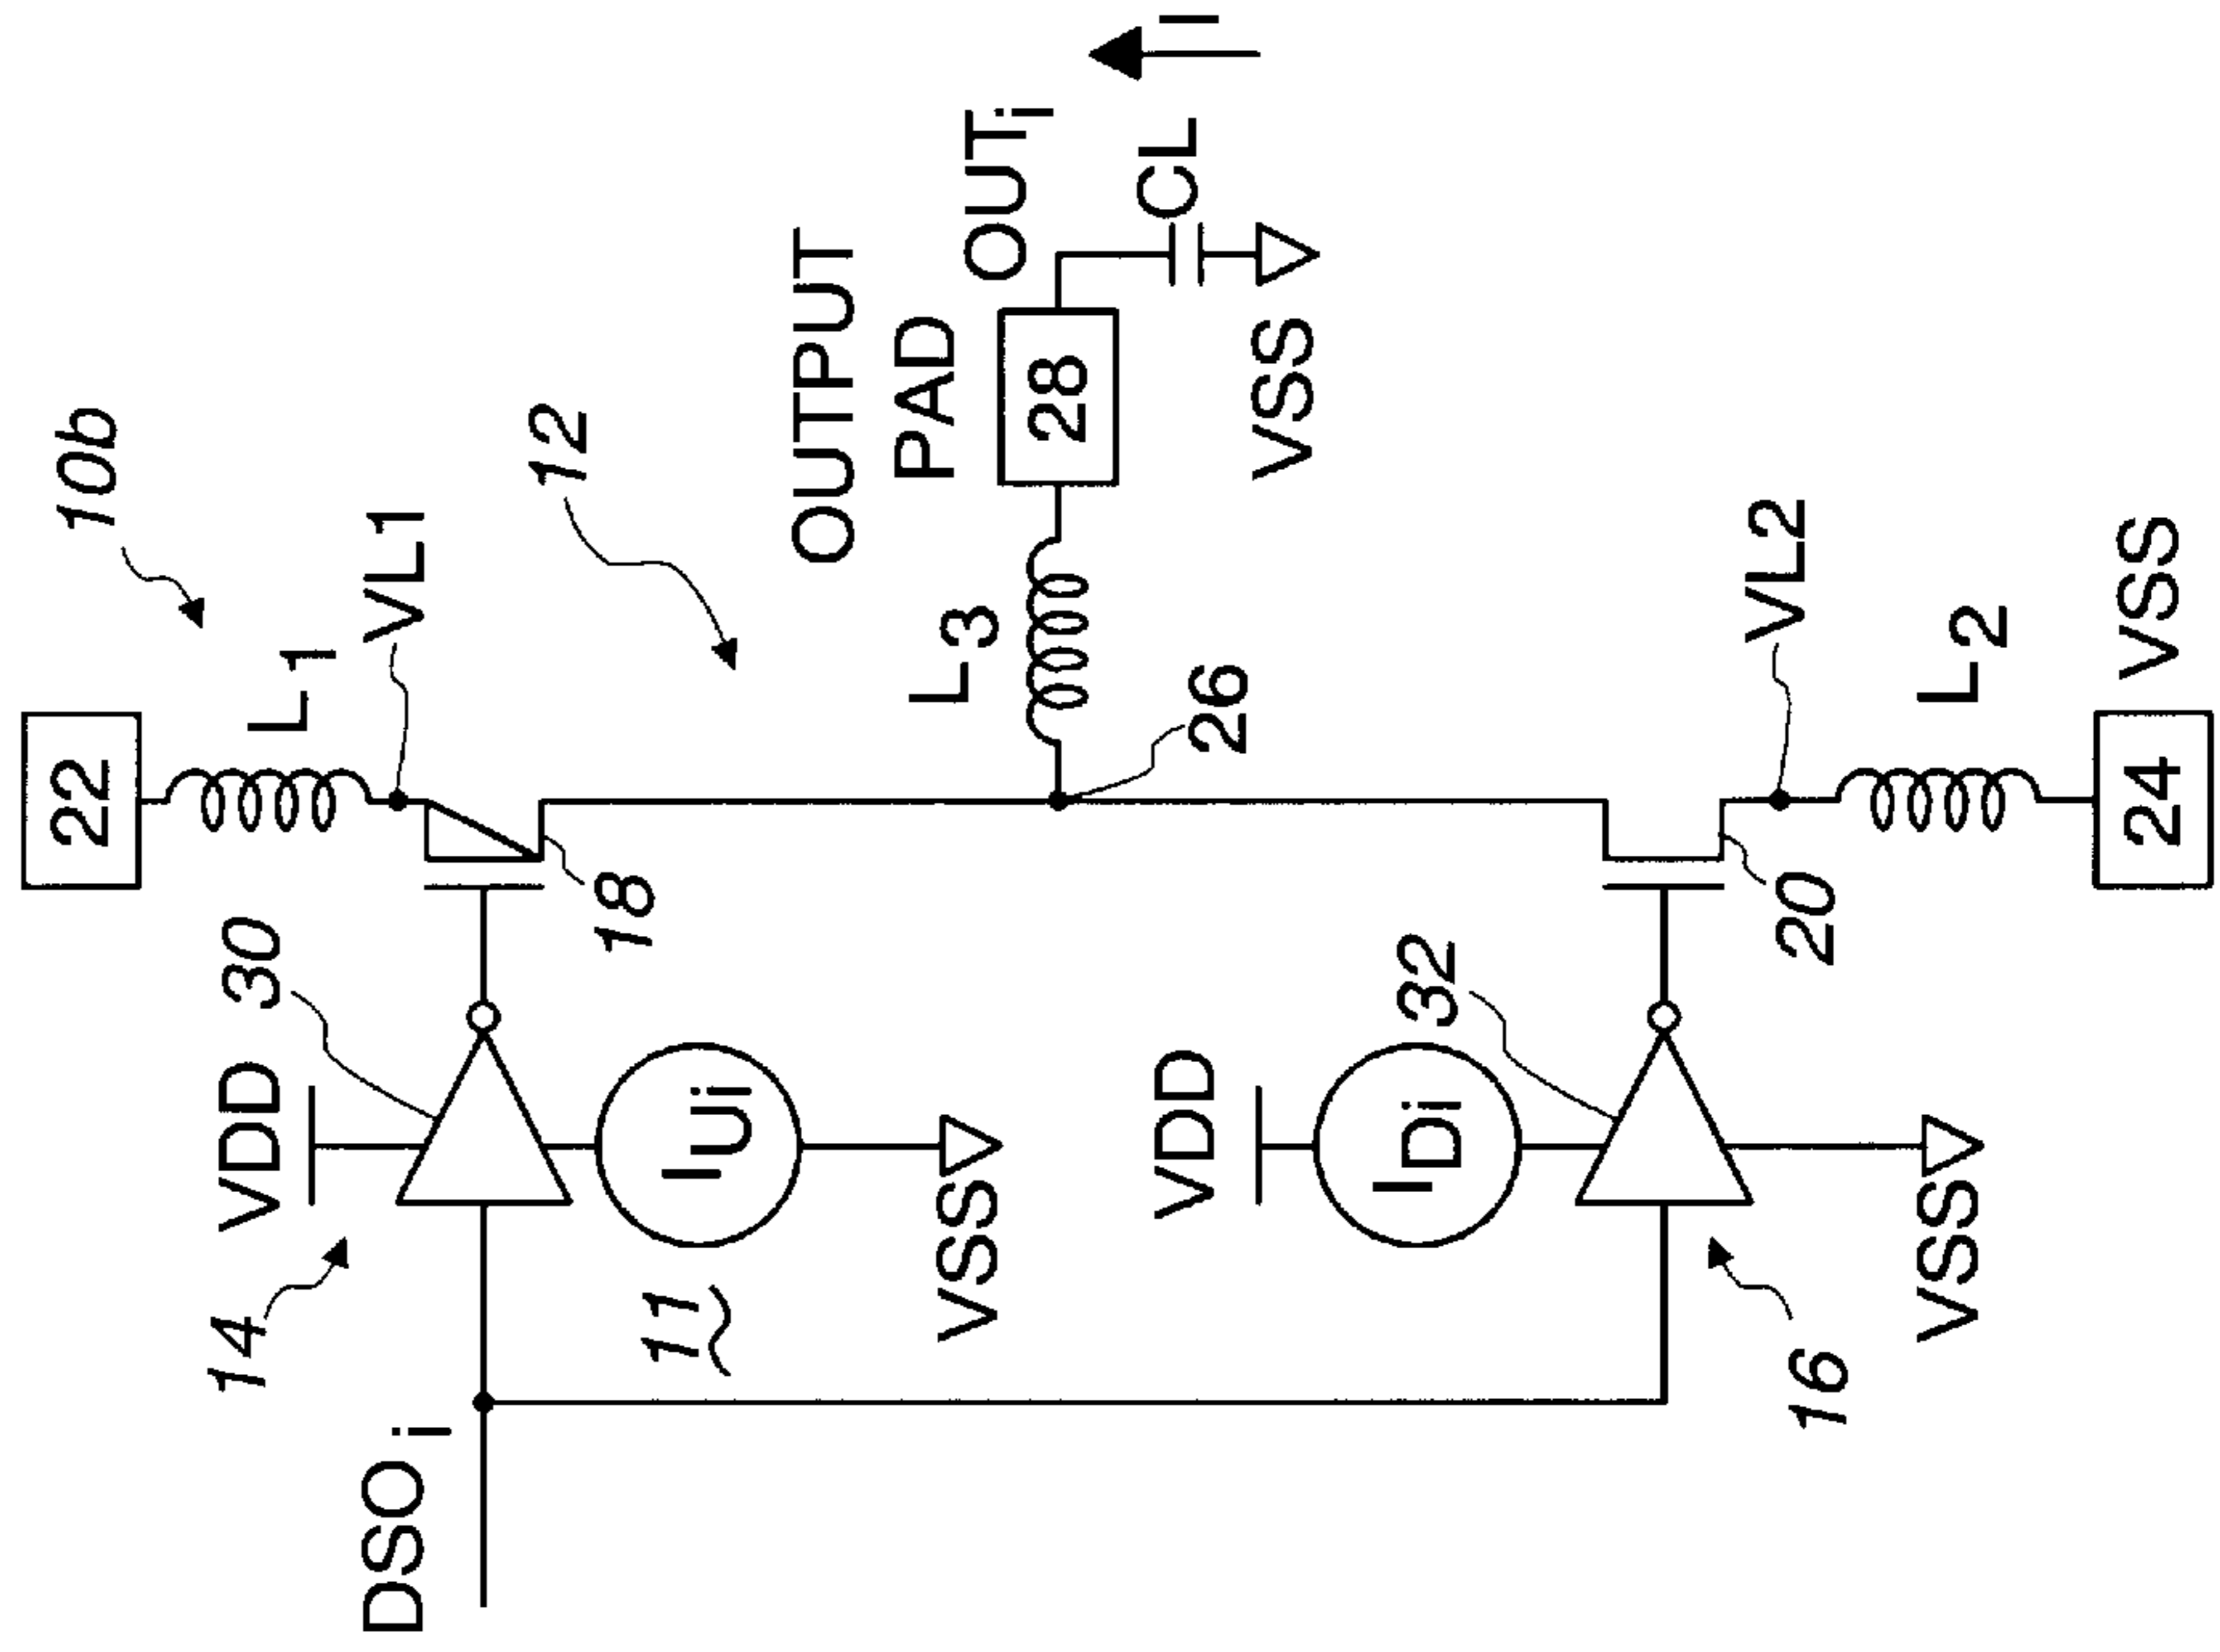 10b
22
L1
VL1
12
OUTPUT
PAD
OUTi
I
L3
28
CL
VSS
26
18
30
VDD
14
IUi
11
VSS
DSOi
VDD
IDi
32
16
VSS
20
VL2
L2
24
VSS